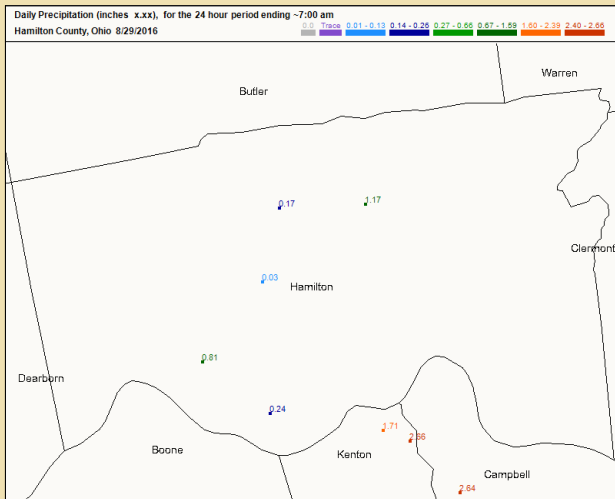 Daily Precipitation (inches x.xx), for the 24 hour period ending ~7:00 am
Hamilton County, Ohio 8/29/2016
0.0 Trace 0.01 - 0.13 0.14 - 0.26 0.27 - 0.66 0.67 - 1.59 1.60 - 2.39 2.40 - 2.66
Warren
Butler
0.17
1.17
Clermont
0.03
Hamilton
0.81
Dearborn
0.24
1.71
2.66
Boone
Kenton
Campbell
2.64